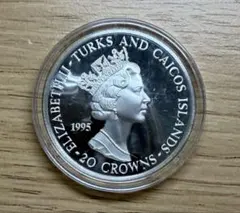 ELIZABETH II · TURKS AND CAICOS ISLANDS ·
1995
· 20 CROWNS ·